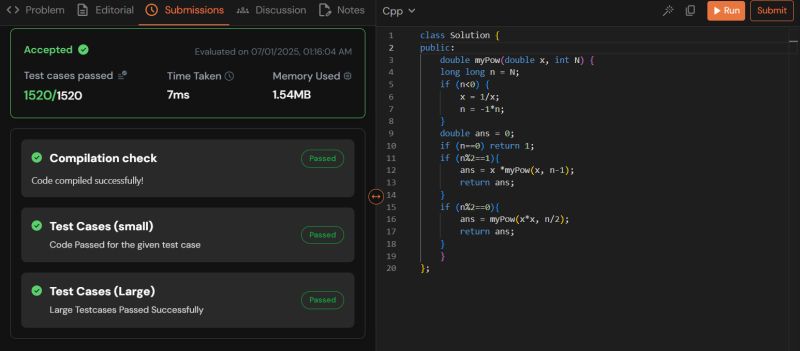 <> Problem Editorial Submissions Discussion Notes
Accepted Evaluated on 07/01/2025, 01:16:04 AM
Test cases passed Time Taken Memory Used
1520/1520 7ms 1.54MB
Compilation check Passed
Code compiled successfully!
Test Cases (small) Passed
Code Passed for the given test case
Test Cases (Large) Passed
Large Testcases Passed Successfully
Cpp Run Submit
1 class Solution {
2 public:
3 double myPow(double x, int N) {
4 long long n = N;
5 if (n<0) {
6 x = 1/x;
7 n = -1*n;
8 }
9 double ans = 0;
10 if (n==0) return 1;
11 if (n%2==1){
12 ans = x *myPow(x, n-1);
13 return ans;
14 }
15 if (n%2==0){
16 ans = myPow(x*x, n/2);
17 return ans;
18 }
19 }
20 };